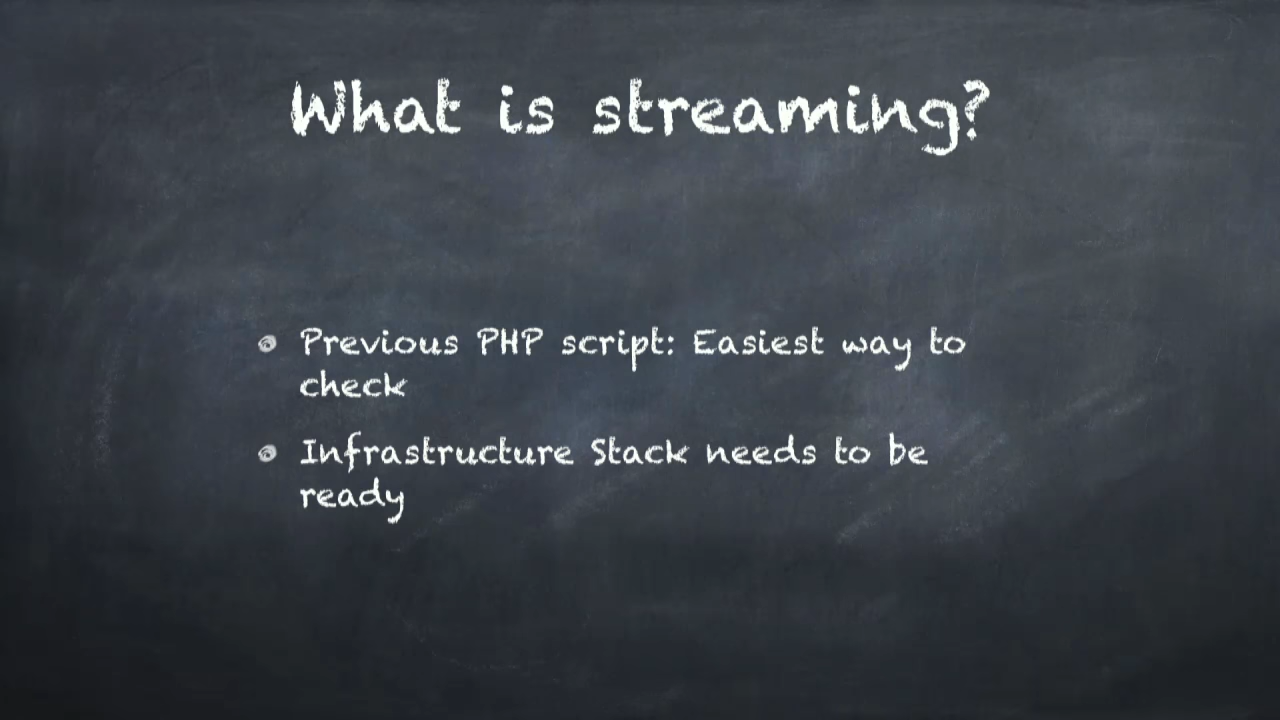 What is streaming?
Previous PHP script: Easiest way to
check
Infrastructure Stack needs to be
ready